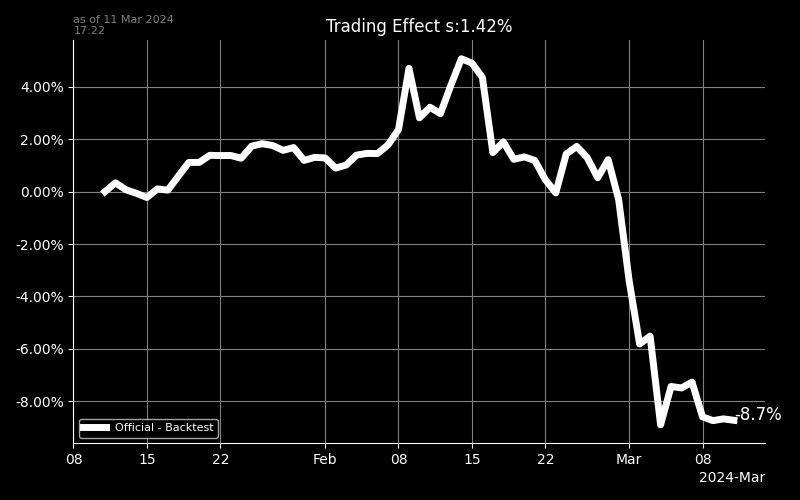 as of 11 Mar 2024
17:22
Trading Effect s:1.42%
4.00%
2.00%
0.00%
-2.00%
-4.00%
-6.00%
-8.00%
-8.7%
Official - Backtest
08 15 22 Feb 08 15 22 Mar 08
2024-Mar